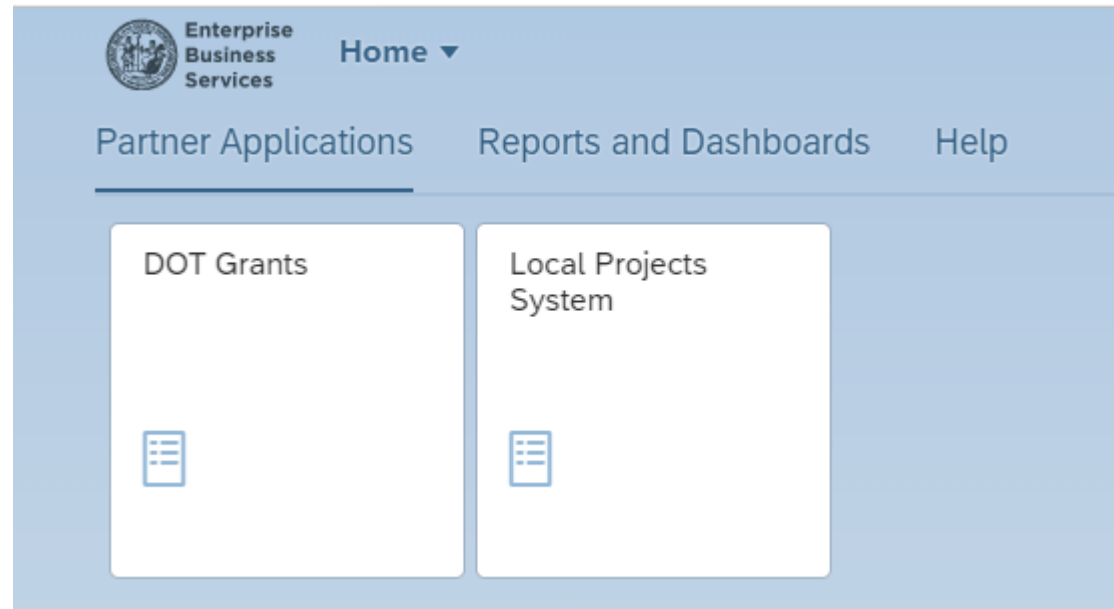 Enterprise
Business
Services
Home
Partner Applications
Reports and Dashboards
Help
DOT Grants
Local Projects
System